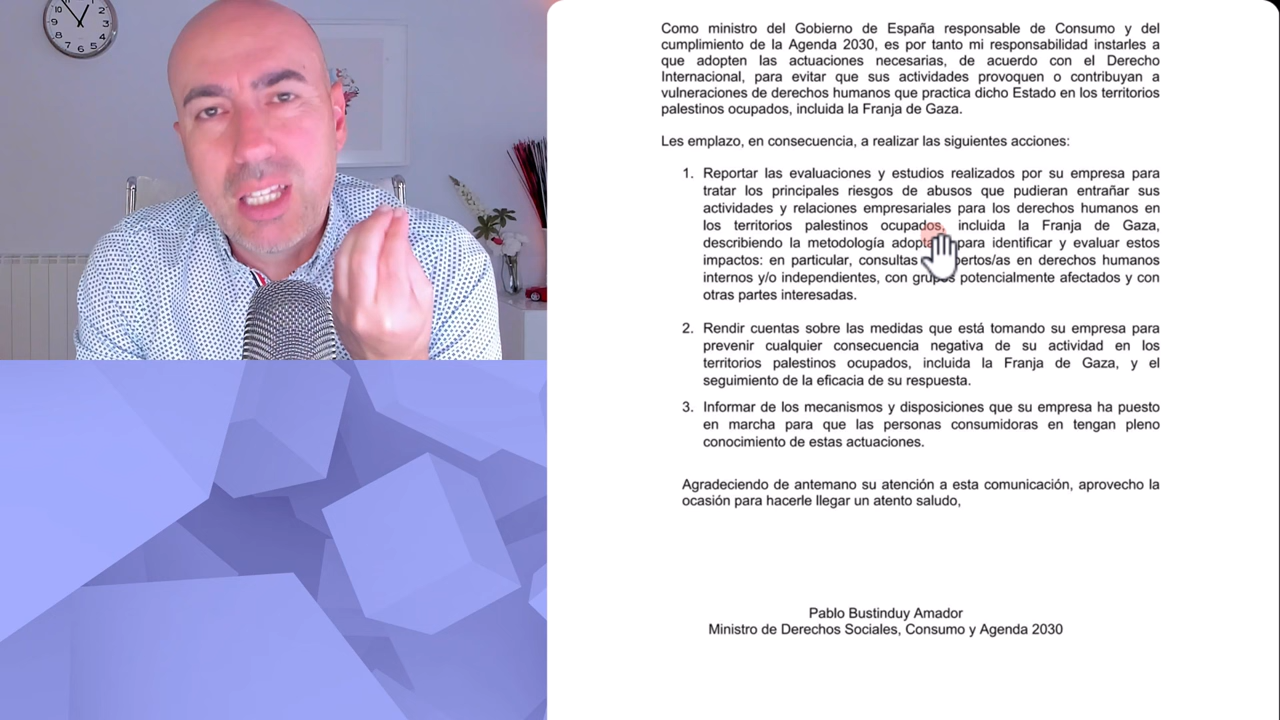 Como ministro del Gobierno de España responsable de Consumo y del
cumplimiento de la Agenda 2030, es por tanto mi responsabilidad instarles a
que adopten las actuaciones necesarias, de acuerdo con el Derecho
Internacional, para evitar que sus actividades provoquen o contribuyan a
vulneraciones de derechos humanos que practica dicho Estado en los territorios
palestinos ocupados, incluida la Franja de Gaza.
Les emplazo, en consecuencia, a realizar las siguientes acciones:
1. Reportar las evaluaciones y estudios realizados por su empresa para
tratar los principales riesgos de abusos que pudieran entrañar sus
actividades y relaciones empresariales para los derechos humanos en
los territorios palestinos ocupados, incluida la Franja de Gaza,
describiendo la metodología para identificar y evaluar estos
impactos: en particular, consultas en derechos humanos
internos y/o independientes, con grupos potencialmente afectados y con
otras partes interesadas.
2. Rendir cuentas sobre las medidas que está tomando su empresa para
prevenir cualquier consecuencia negativa de su actividad en los
territorios palestinos ocupados, incluida la Franja de Gaza, y el
seguimiento de la eficacia de su respuesta.
3. Informar de los mecanismos y disposiciones que su empresa ha puesto
en marcha para que las personas consumidoras en tengan pleno
conocimiento de estas actuaciones.
Agradeciendo de antemano su atención a esta comunicación, aprovecho la
ocasión para hacerle llegar un atento saludo,
Pablo Bustinduy Amador
Ministro de Derechos Sociales, Consumo y Agenda 2030